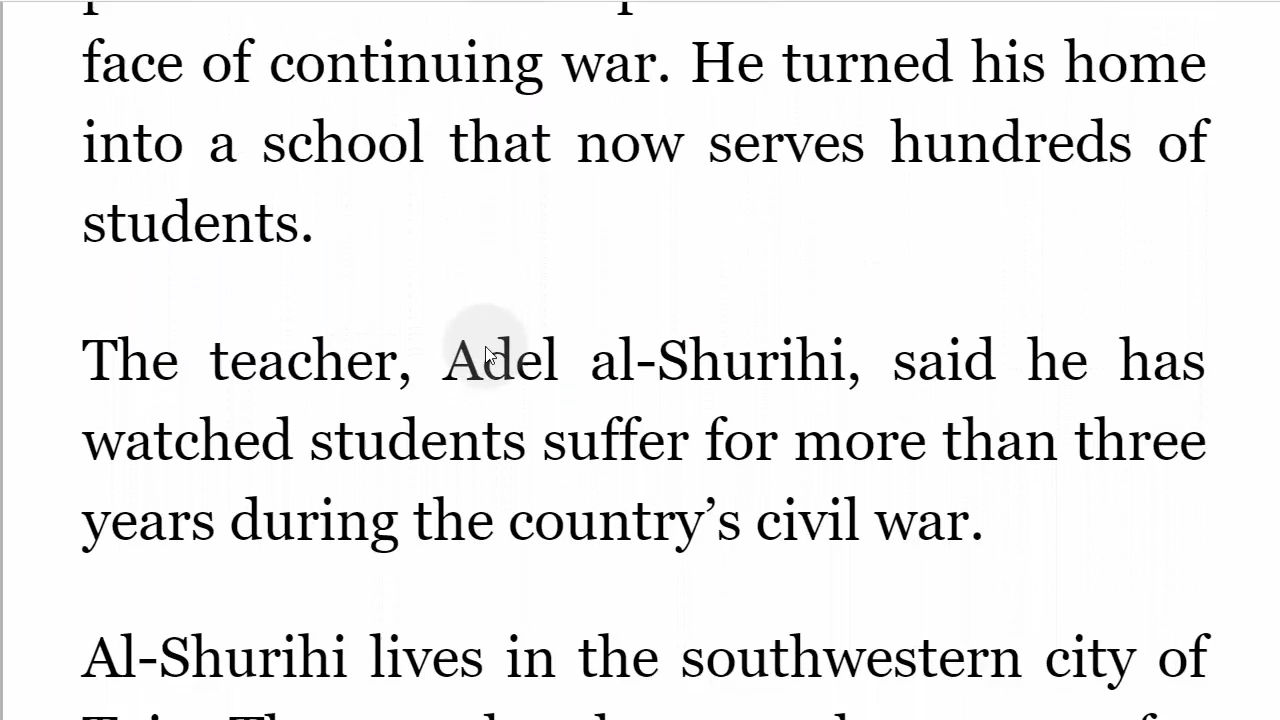 face of continuing war. He turned his home
into a school that now serves hundreds of
students.
The teacher, Adel al-Shurihi, said he has
watched students suffer for more than three
years during the country’s civil war.
Al-Shurihi lives in the southwestern city of